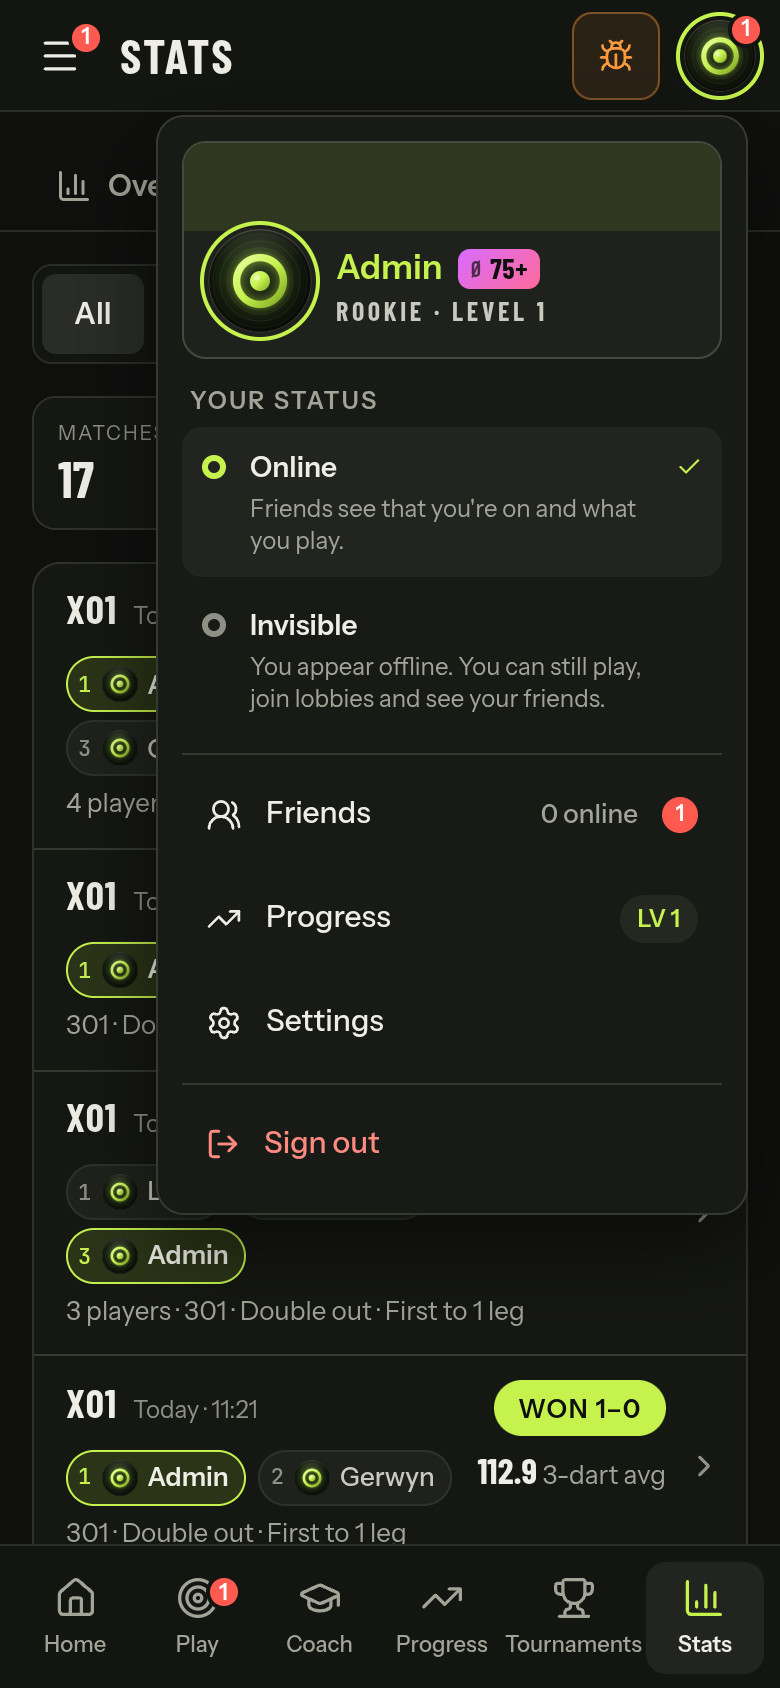 1
STATS
1
Ove
Admin
Ø 75+
ROOKIE · LEVEL 1
All
YOUR STATUS
MATCHES
17
Online
Friends see that you're on and what
you play.
X01
Invisible
You appear offline. You can still play,
join lobbies and see your friends.
1
3
4 player
Friends
0 online
1
X01
Progress
LV 1
1
301 · Do
Settings
X01
Sign out
1
3 Admin
3 players · 301 · Double out · First to 1 leg
X01 Today · 11:21
WON 1–0
1 Admin
2 Gerwyn
112.9 3-dart avg
301 · Double out · First to 1 leg
1
Home
Play
Coach
Progress
Tournaments
Stats